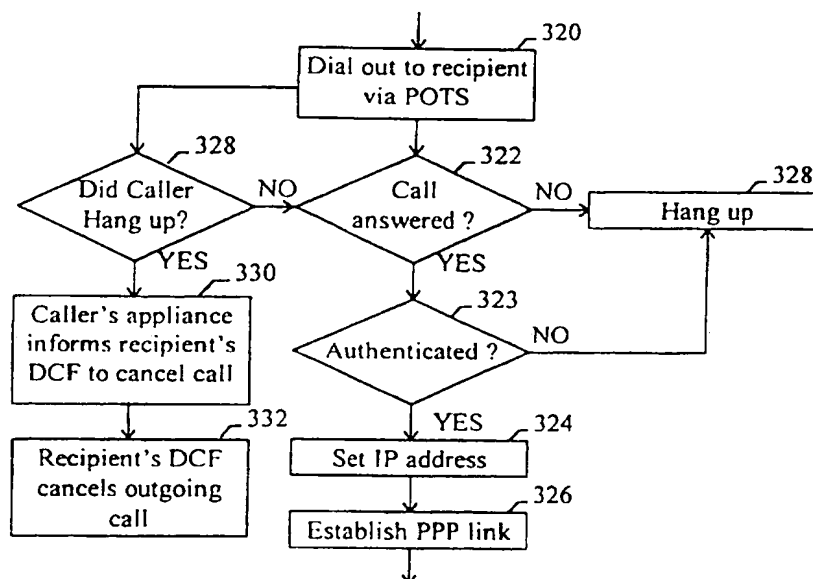 320
Dial out to recipient
via POTS
328
Did Caller
Hang up?
NO
322
Call
answered ?
NO
328
Hang up
YES
YES
330
Caller's appliance
informs recipient's
DCF to cancel call
323
Authenticated ?
NO
332
Recipient's DCF
cancels outgoing
call
YES
324
Set IP address
326
Establish PPP link